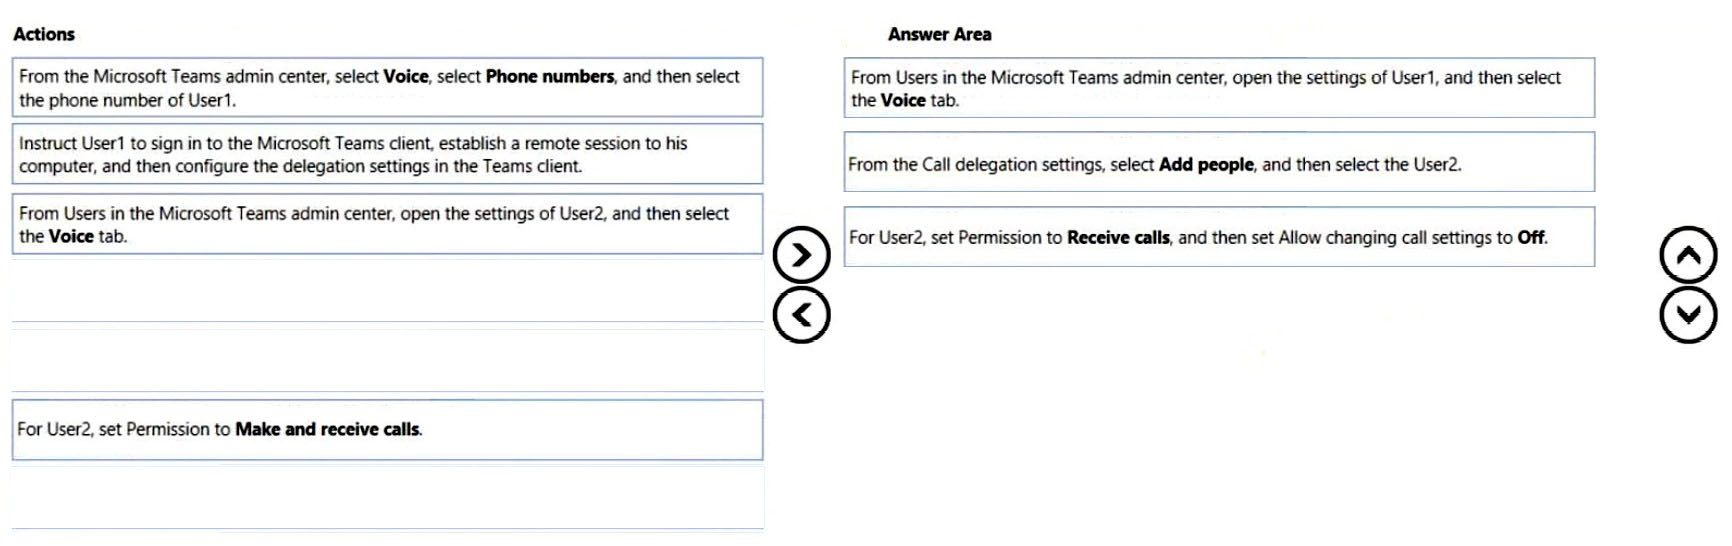 Actions
From the Microsoft Teams admin center, select Voice, select Phone numbers, and then select
the phone number of User1.
Instruct User1 to sign in to the Microsoft Teams client, establish a remote session to his
computer, and then configure the delegation settings in the Teams client.
From Users in the Microsoft Teams admin center, open the settings of User2, and then select
the Voice tab.
For User2, set Permission to Make and receive calls.
Answer Area
From Users in the Microsoft Teams admin center, open the settings of User1, and then select
the Voice tab.
From the Call delegation settings, select Add people, and then select the User2.
For User2, set Permission to Receive calls, and then set Allow changing call settings to Off.